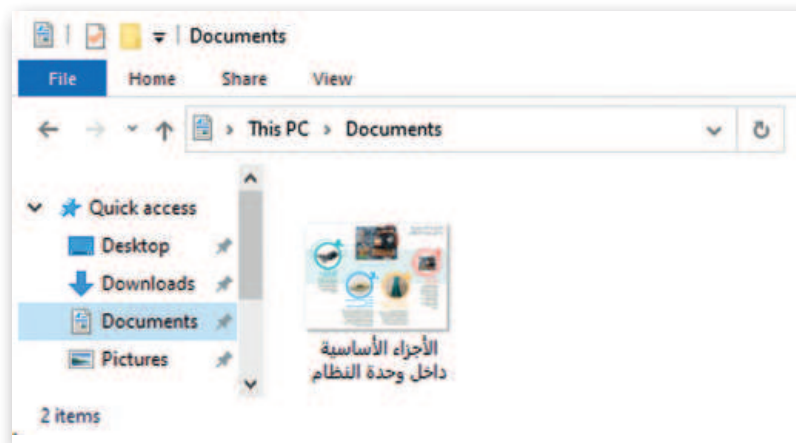 Documents
File Home Share View
This PC > Documents
Quick access
Desktop
Downloads
Documents
Pictures
الأجزاء الأساسية
داخل وحدة النظام
2 items